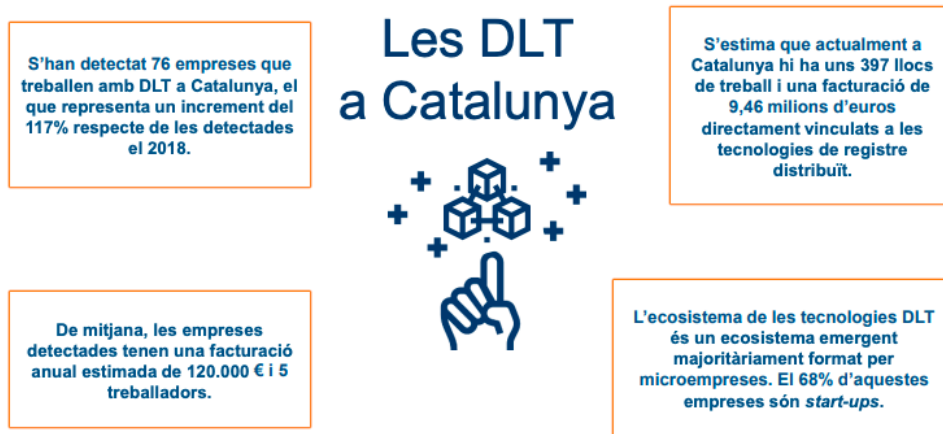 Les DLT
a Catalunya
S'han detectat 76 empreses que
treballen amb DLT a Catalunya, el
que representa un increment del
117% respecte de les detectades
el 2018.
S'estima que actualment a
Catalunya hi ha uns 397 llocs
de treball i una facturació de
9,46 milions d'euros
directament vinculats a les
tecnologies de registre
distribuït.
De mitjana, les empreses
detectades tenen una facturació
anual estimada de 120.000 € i 5
treballadors.
L'ecosistema de les tecnologies DLT
és un ecosistema emergent
majoritàriament format per
microempreses. El 68% d'aquestes
empreses són start-ups.